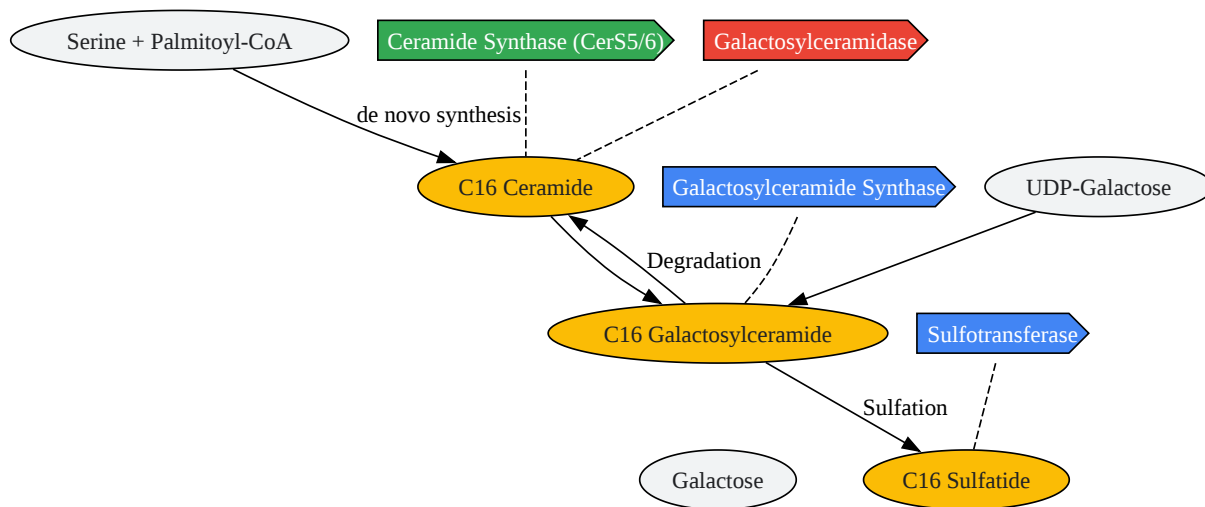 Serine + Palmitoyl-CoA
Ceramide Synthase (CerS5/6)
Galactosylceramidase
de novo synthesis
C16 Ceramide
Galactosylceramide Synthase
UDP-Galactose
Degradation
C16 Galactosylceramide
Sulfotransferase
Sulfation
Galactose
C16 Sulfatide